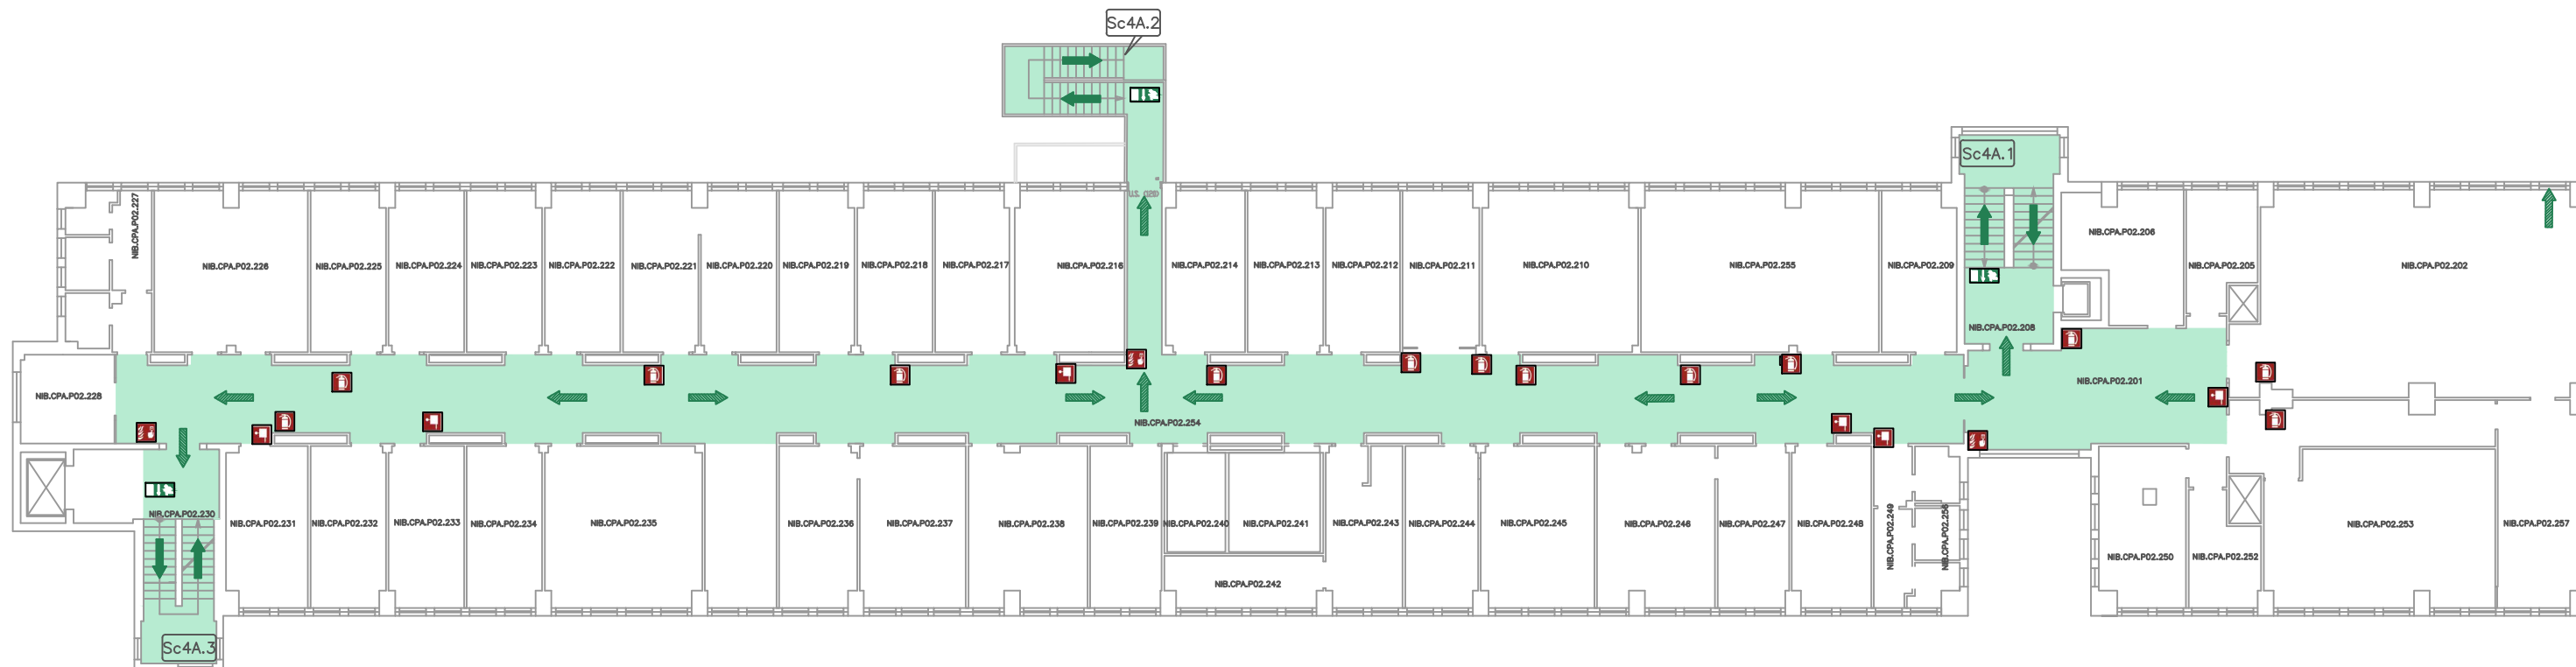 Sc4A.2
Sc4A.1
NIB.CPA.P02.227
NIB.CPA.P02.206
NIB.CPA.P02.226
NIB.CPA.P02.225
NIB.CPA.P02.224
NIB.CPA.P02.223
NIB.CPA.P02.222
NIB.CPA.P02.221
NIB.CPA.P02.220
NIB.CPA.P02.219
NIB.CPA.P02.218
NIB.CPA.P02.217
NIB.CPA.P02.216
NIB.CPA.P02.214
NIB.CPA.P02.213
NIB.CPA.P02.212
NIB.CPA.P02.211
NIB.CPA.P02.210
NIB.CPA.P02.255
NIB.CPA.P02.209
NIB.CPA.P02.205
NIB.CPA.P02.202
NIB.CPA.P02.208
NIB.CPA.P02.201
NIB.CPA.P02.228
NIB.CPA.P02.254
NIB.CPA.P02.230
NIB.CPA.P02.231
NIB.CPA.P02.232
NIB.CPA.P02.233
NIB.CPA.P02.234
NIB.CPA.P02.235
NIB.CPA.P02.236
NIB.CPA.P02.237
NIB.CPA.P02.238
NIB.CPA.P02.239
NIB.CPA.P02.240
NIB.CPA.P02.241
NIB.CPA.P02.243
NIB.CPA.P02.244
NIB.CPA.P02.245
NIB.CPA.P02.246
NIB.CPA.P02.247
NIB.CPA.P02.248
NIB.CPA.P02.249
NIB.CPA.P02.253
NIB.CPA.P02.257
NIB.CPA.P02.250
NIB.CPA.P02.252
NIB.CPA.P02.242
Sc4A.3